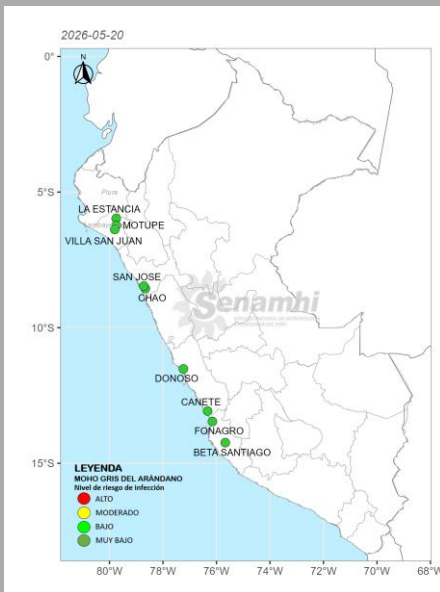 2026-05-20
N
0°
Piura
LA ESTANCIA
5°S
MOTUPE
VILLA SAN JUAN
SAN JOSE
CHAO
Senamhi
10°S
DONOSO
CANETE
FONAGRO
BETA SANTIAGO
15°S
LEYENDA
MOHO GRIS DEL ARÁNDANO
Nivel de riesgo de infección
ALTO
MODERADO
BAJO
MUY BAJO
80°W 78°W 76°W 74°W 72°W 70°W 68°W